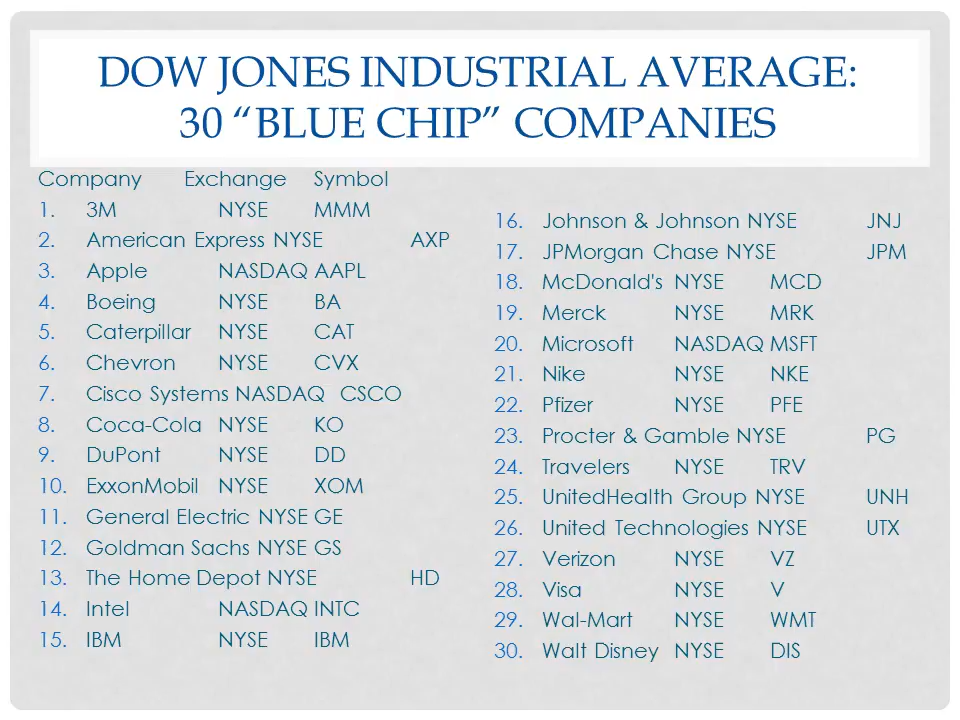 DOW JONES INDUSTRIAL AVERAGE:
30 “BLUE CHIP” COMPANIES
Company Exchange Symbol
1. 3M NYSE MMM
2. American Express NYSE AXP
3. Apple NASDAQ AAPL
4. Boeing NYSE BA
5. Caterpillar NYSE CAT
6. Chevron NYSE CVX
7. Cisco Systems NASDAQ CSCO
8. Coca-Cola NYSE KO
9. DuPont NYSE DD
10. ExxonMobil NYSE XOM
11. General Electric NYSE GE
12. Goldman Sachs NYSE GS
13. The Home Depot NYSE HD
14. Intel NASDAQ INTC
15. IBM NYSE IBM
16. Johnson & Johnson NYSE JNJ
17. JPMorgan Chase NYSE JPM
18. McDonald's NYSE MCD
19. Merck NYSE MRK
20. Microsoft NASDAQ MSFT
21. Nike NYSE NKE
22. Pfizer NYSE PFE
23. Procter & Gamble NYSE PG
24. Travelers NYSE TRV
25. UnitedHealth Group NYSE UNH
26. United Technologies NYSE UTX
27. Verizon NYSE VZ
28. Visa NYSE V
29. Wal-Mart NYSE WMT
30. Walt Disney NYSE DIS